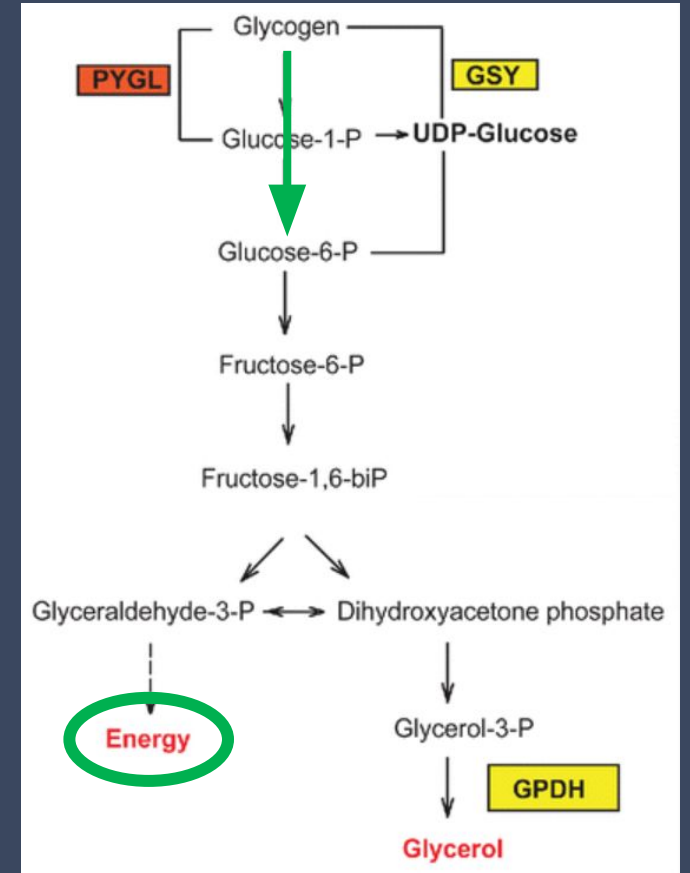 Glycogen
PYGL
GSY
Glucose-1-P
UDP-Glucose
Glucose-6-P
Fructose-6-P
Fructose-1,6-biP
Glyceraldehyde-3-P
Dihydroxyacetone phosphate
Energy
Glycerol-3-P
GPDH
Glycerol